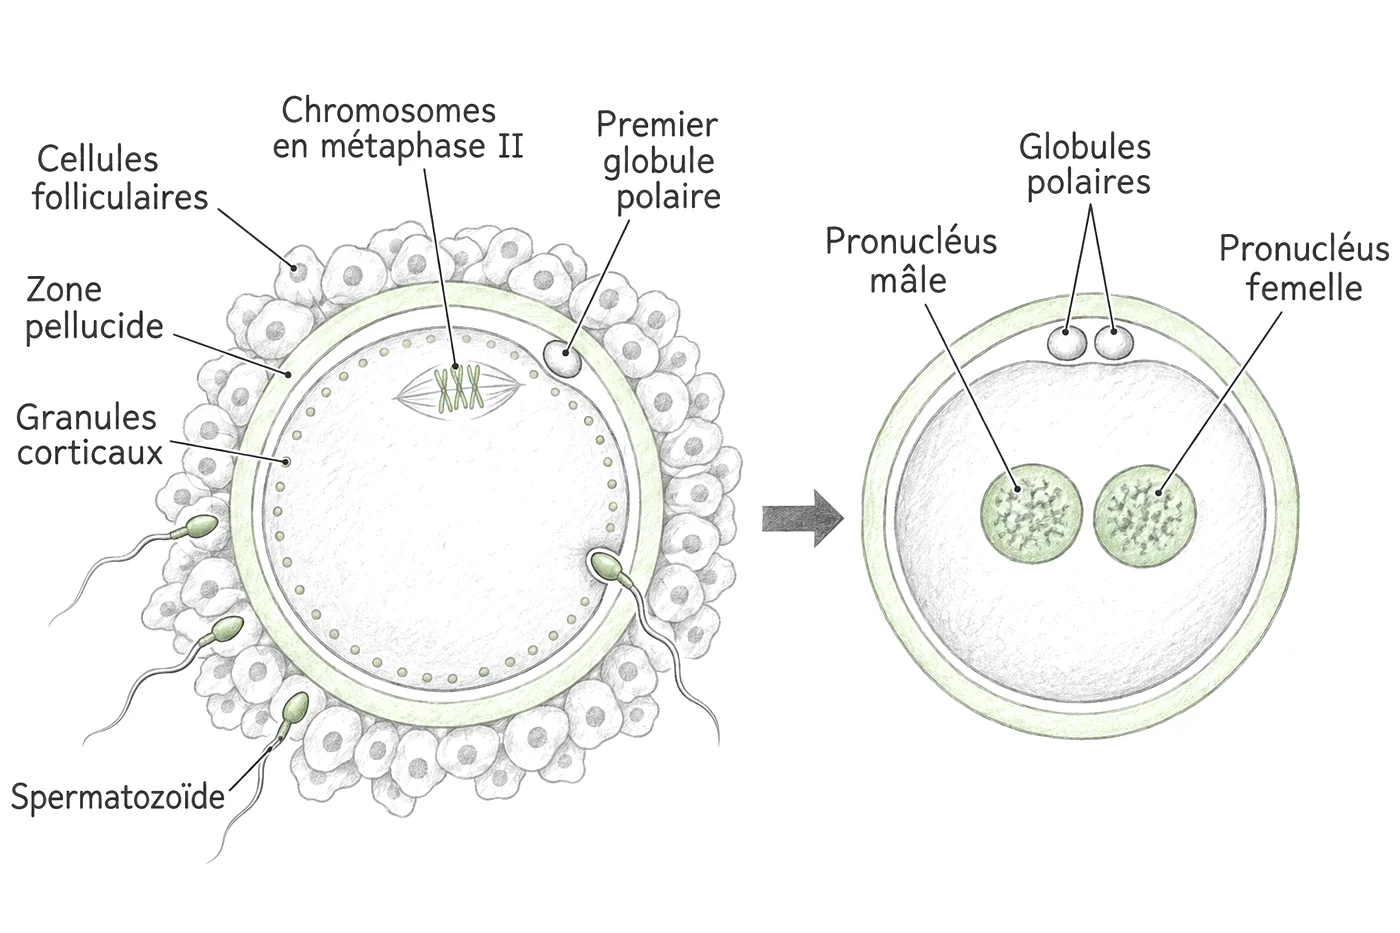 Chromosomes
en métaphase II
Premier
globule
polaire
Cellules
folliculaires
Zone
pellucide
Granules
corticaux
Spermatozoïde
Globules
polaires
Pronucléus
mâle
Pronucléus
femelle